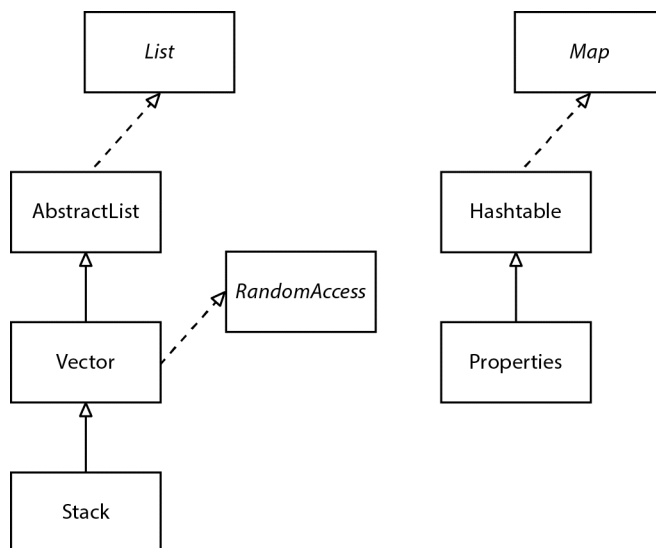 List
Map
AbstractList
Hashtable
RandomAccess
Vector
Properties
Stack